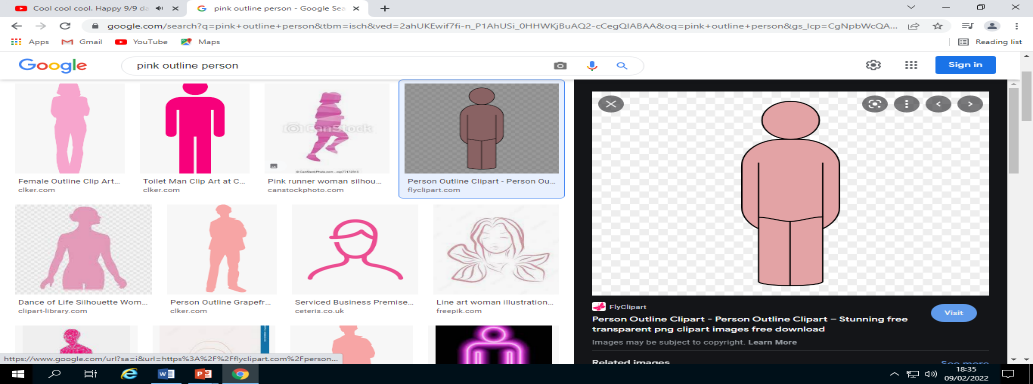 Cool cool cool. Happy 9/9 d
pink outline person - Google Sea
google.com/search?q=pink+outline+person&tbm=isch&ved=2ahUKEwif7fi-n_P1AhUSi_0HHWKjBuAQ2-cCegQIABAA&oq=pink+outline+person&gs_lcp=CgNpbWcQA...
Apps Gmail YouTube Maps Reading list
Google pink outline person Sign in
Female Outline Clip Art...
clker.com
Toilet Man Clip Art at C...
clker.com
CanStock
Pink runner woman silhou...
canstockphoto.com
Person Outline Clipart - Person Ou...
flyclipart.com
Dance of Life Silhouette Wom...
clipart-library.com
Person Outline Grapefr...
clker.com
Serviced Business Premise...
ceteris.co.uk
Line art woman illustration...
freepik.com
FlyClipart
Person Outline Clipart - Person Outline Clipart – Stunning free
transparent png clipart images free download
Visit
Images may be subject to copyright. Learn More
Related images See more
https://www.google.com/url?sa=i&url=https%3A%2F%2Fflyclipart.com%2Fperson...
18:35
09/02/2022